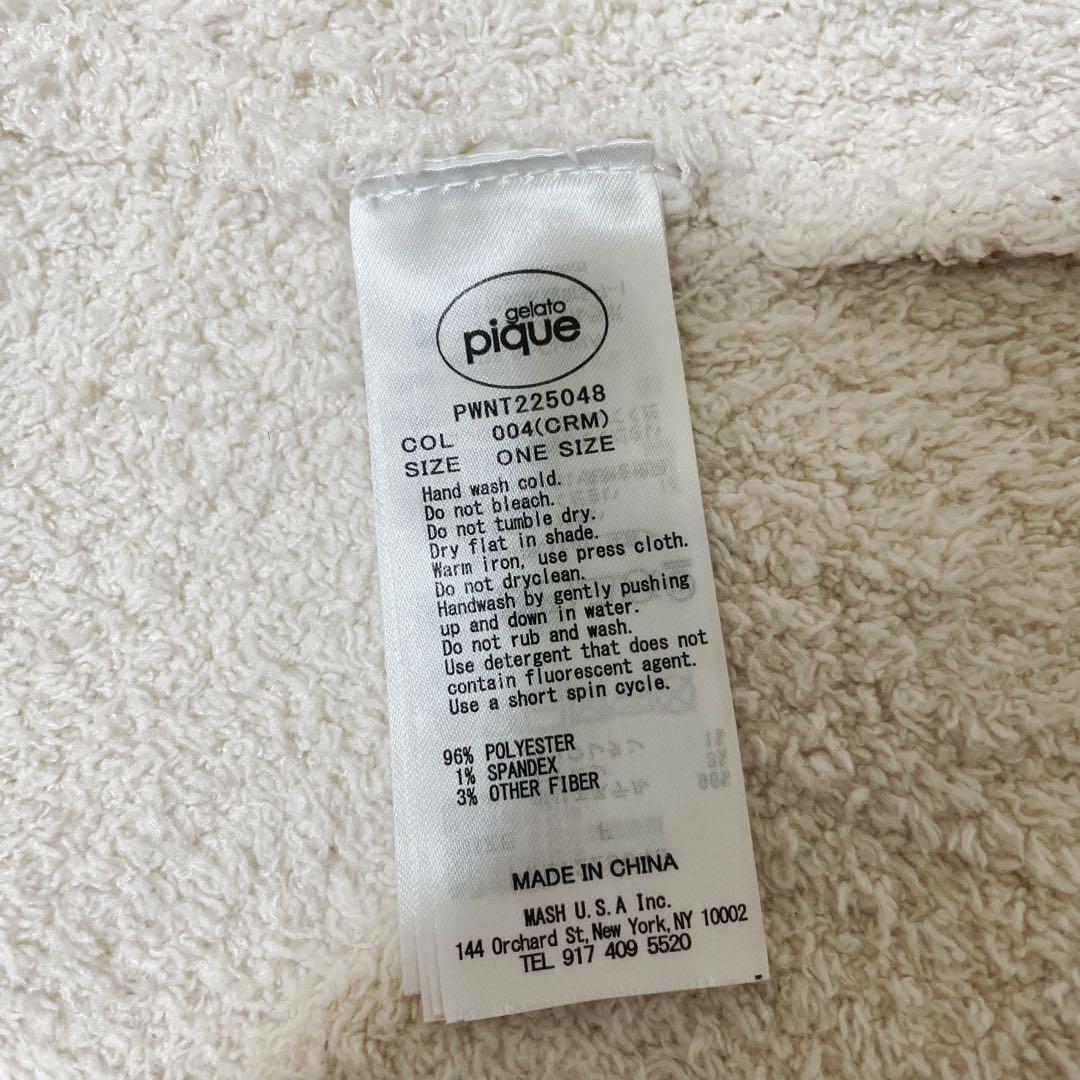 gelato
pique
PWNT225048
COL 004(CRM)
SIZE ONE SIZE
Hand wash cold.
Do not bleach.
Do not tumble dry.
Dry flat in shade.
Warm iron, use press cloth.
Do not dryclean.
Handwash by gently pushing
up and down in water.
Do not rub and wash.
Use detergent that does not
contain fluorescent agent.
Use a short spin cycle.
96% POLYESTER
1% SPANDEX
3% OTHER FIBER
MADE IN CHINA
MASH U.S.A Inc.
144 Orchard St, New York, NY 10002
TEL 917 409 5520